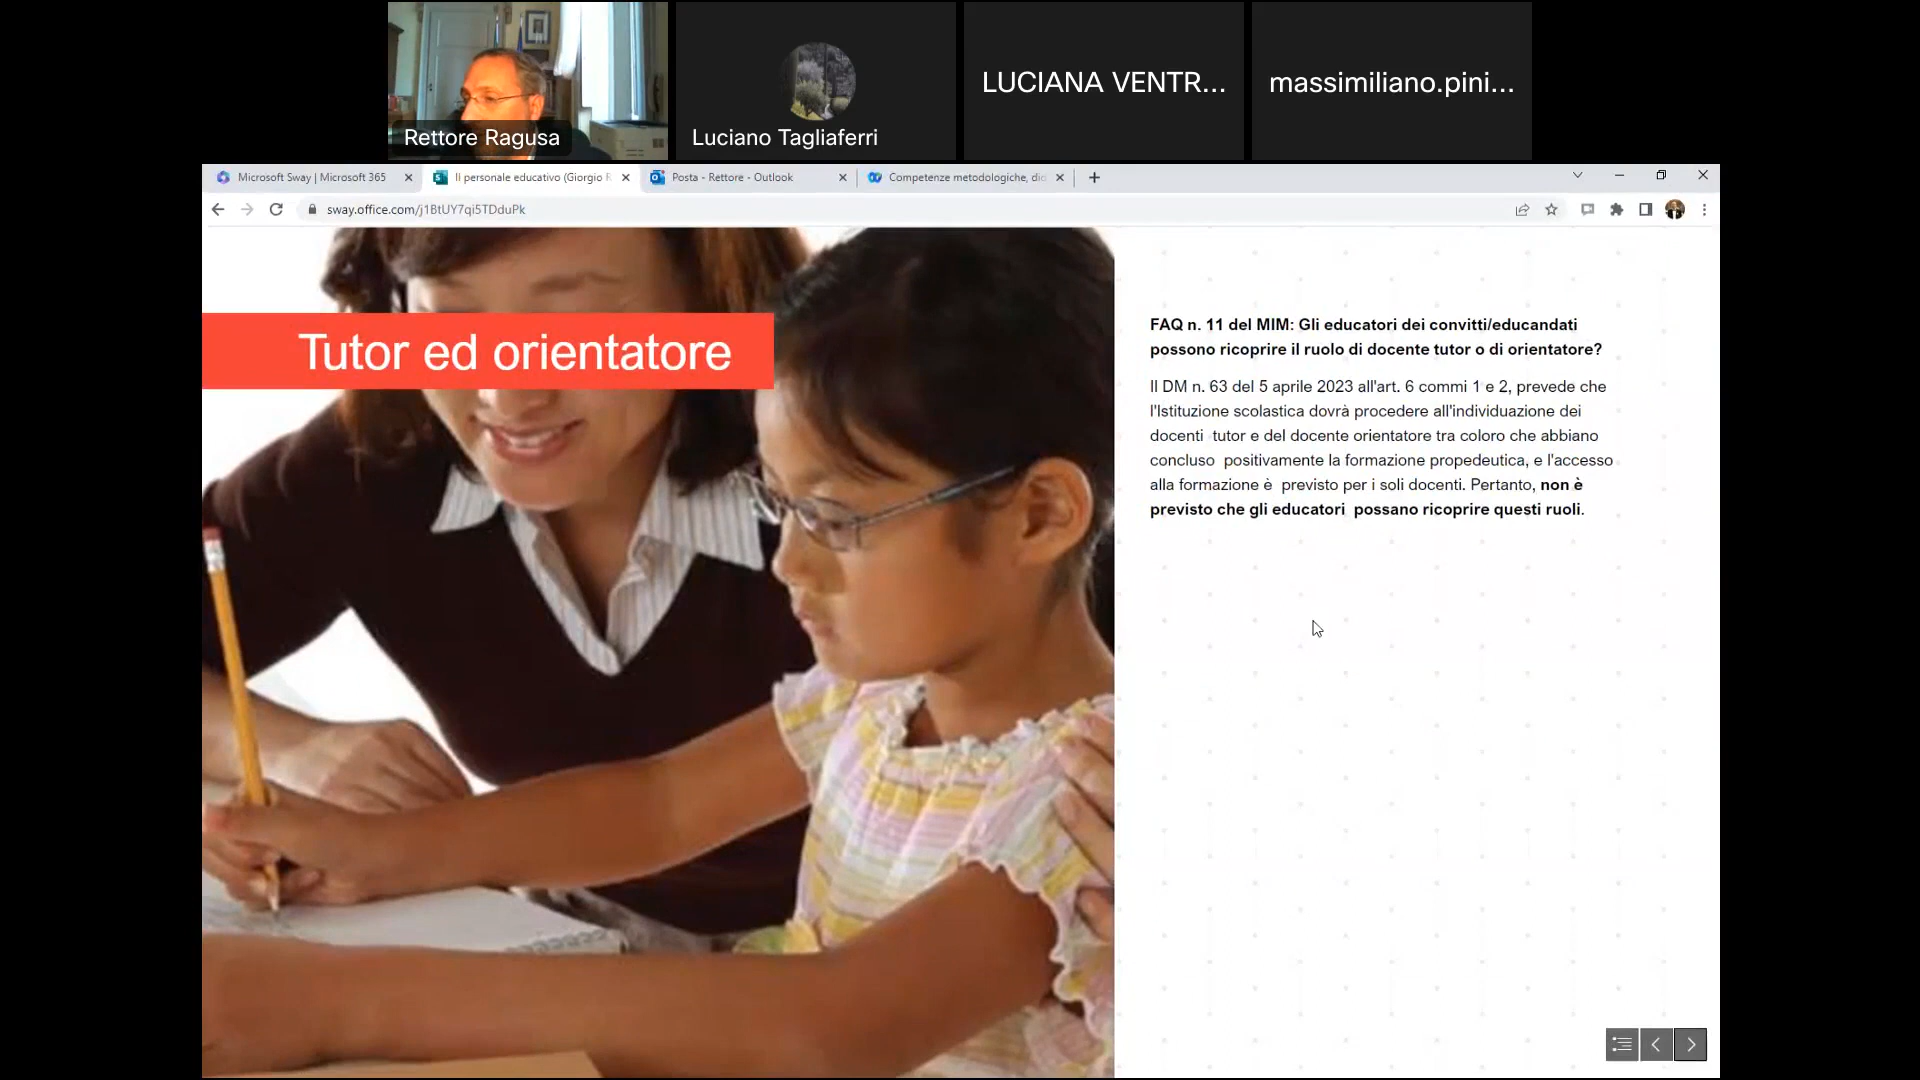 Rettore Ragusa
Luciano Tagliaferri
LUCIANA VENTR...
massimiliano.pini...
Microsoft Sway | Microsoft 365
Il personale educativo (Giorgio R
Posta - Rettore - Outlook
Competenze metodologiche, did
sway.office.com/j1BtUY7qi5TDduPk
Tutor ed orientatore
FAQ n. 11 del MIM: Gli educatori dei convitti/educandati
possono ricoprire il ruolo di docente tutor o di orientatore?
Il DM n. 63 del 5 aprile 2023 all'art. 6 commi 1 e 2, prevede che
l'Istituzione scolastica dovrà procedere all'individuazione dei
docenti tutor e del docente orientatore tra coloro che abbiano
concluso positivamente la formazione propedeutica, e l'accesso
alla formazione è previsto per i soli docenti. Pertanto, non è
previsto che gli educatori possano ricoprire questi ruoli.